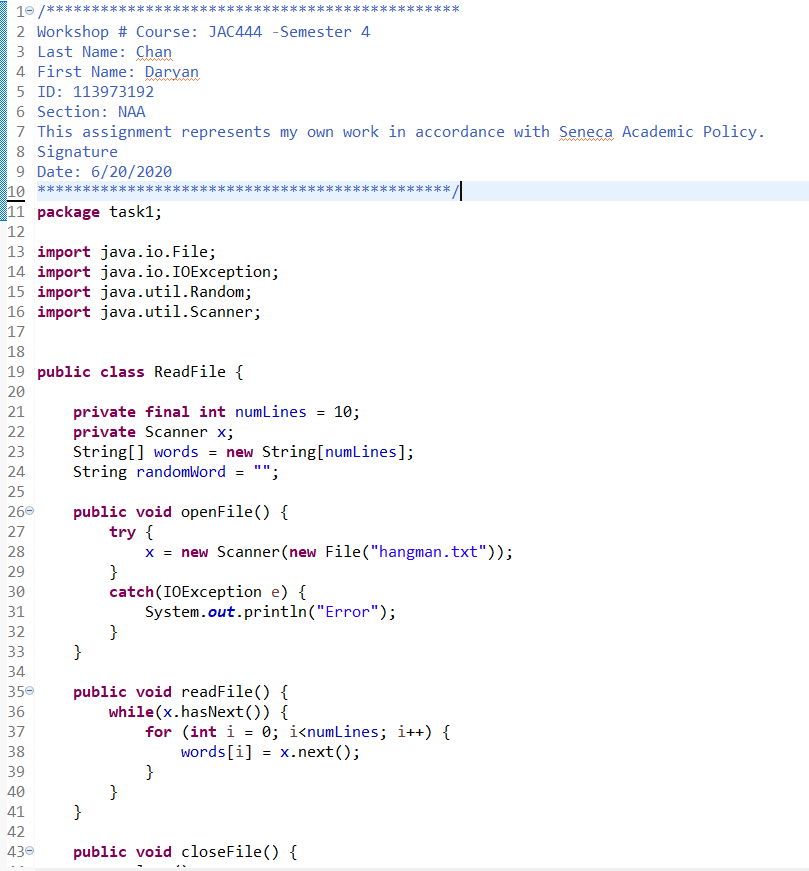 1 /**********************************************
2 Workshop # Course: JAC444 -Semester 4
3 Last Name: Chan
4 First Name: Daryan
5 ID: 113973192
6 Section: NAA
7 This assignment represents my own work in accordance with Seneca Academic Policy.
8 Signature
9 Date: 6/20/2020
10 **********************************************/
11 package task1;
12
13 import java.io.File;
14 import java.io.IOException;
15 import java.util.Random;
16 import java.util.Scanner;
17
18
19 public class ReadFile {
20
21     private final int numLines = 10;
22     private Scanner x;
23     String[] words = new String[numLines];
24     String randomWord = "";
25
26     public void openFile() {
27         try {
28             x = new Scanner(new File("hangman.txt"));
29         }
30         catch(IOException e) {
31             System.out.println("Error");
32         }
33     }
34
35     public void readFile() {
36         while(x.hasNext()) {
37             for (int i = 0; i<numLines; i++) {
38                 words[i] = x.next();
39             }
40         }
41     }
42
43     public void closeFile() {